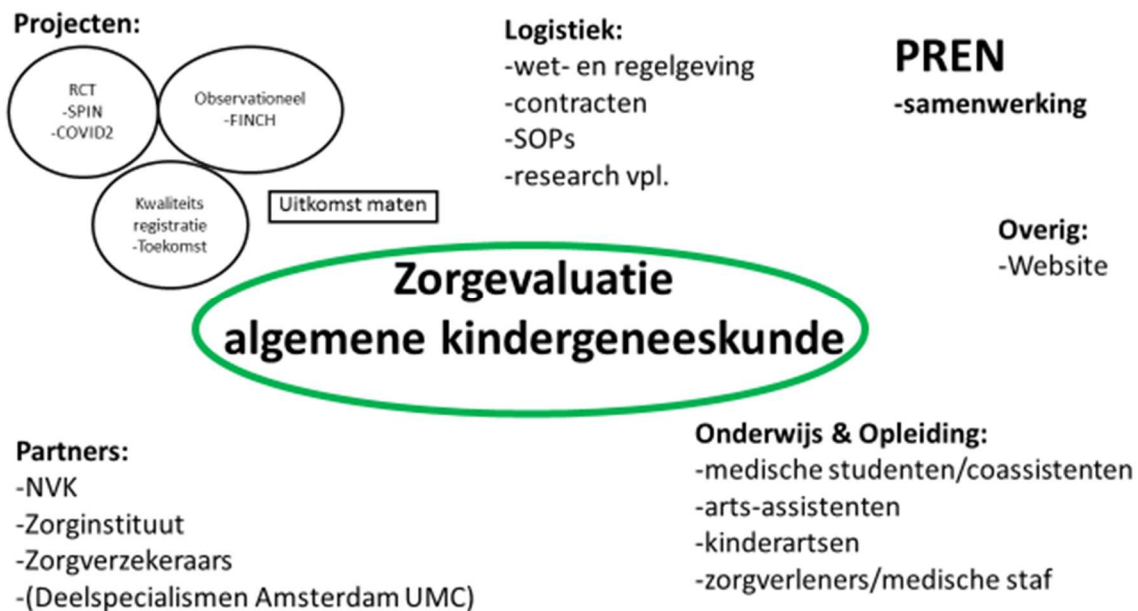 Projecten:
RCT
-SPIN
-COVID2
Observationeel
-FINCH
Kwaliteits
registratie
-Toekomst
Uitkomst maten
Logistiek:
-wet- en regelgeving
-contracten
-SOPs
-research vpl.
PREN
-samenwerking
Overig:
-Website
Zorgevaluatie
algemene kindergeneeskunde
Partners:
-NVK
-Zorginstituut
-Zorgverzekeraars
-(Deelspecialismen Amsterdam UMC)
Onderwijs & Opleiding:
-medische studenten/coassistenten
-arts-assistenten
-kinderartsen
-zorgverleners/medische staf